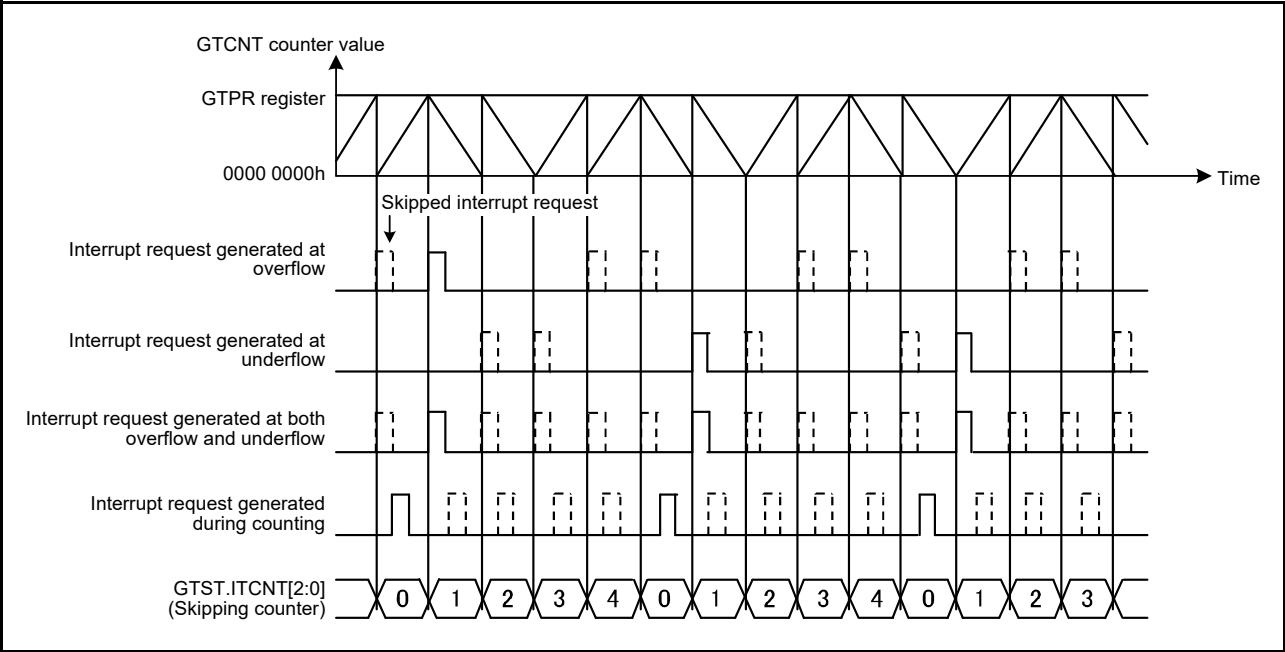 GTCNT counter value
GTPR register
0000 0000h
Time
Skipped interrupt request
Interrupt request generated at
overflow
Interrupt request generated at
underflow
Interrupt request generated at both
overflow and underflow
Interrupt request generated
during counting
GTST.ITCNT[2:0]
(Skipping counter)
0 1 2 3 4 0 1 2 3 4 0 1 2 3